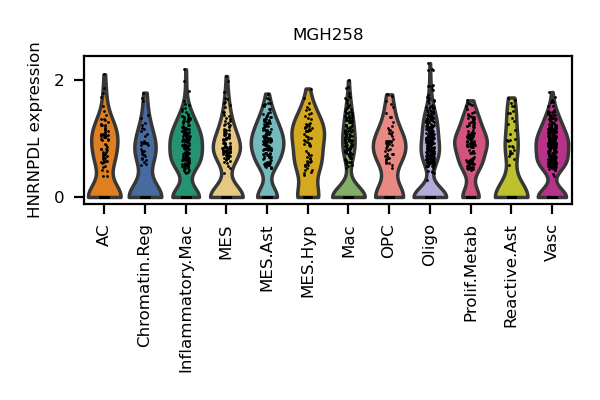 MGH258
HNRNPDL expression
2
0
AC
Chromatin.Reg
Inflammatory.Mac
MES
MES.Ast
MES.Hyp
Mac
OPC
Oligo
Prolif.Metab
Reactive.Ast
Vasc